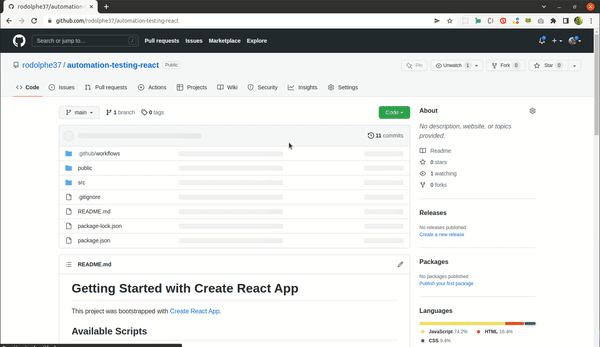 rodolphe37/automation-te
github.com/rodolphe37/automation-testing-react
Search or jump to...
/
Pull requests Issues Marketplace Explore
rodolphe37 / automation-testing-react Public
Pin Unwatch 1 Fork 0 Star 0
Code Issues Pull requests Actions Projects Wiki Security Insights Settings
main 1 branch 0 tags Code
About
No description, website, or topics provided.
11 commits
.github/workflows
public
src
.gitignore
README.md
package-lock.json
package.json
Readme
0 stars
1 watching
0 forks
Releases
No releases published
Create a new release
Packages
No packages published
Publish your first package
Languages
JavaScript 74.2% HTML 16.4%
CSS 9.4%
README.md
Getting Started with Create React App
This project was bootstrapped with Create React App.
Available Scripts